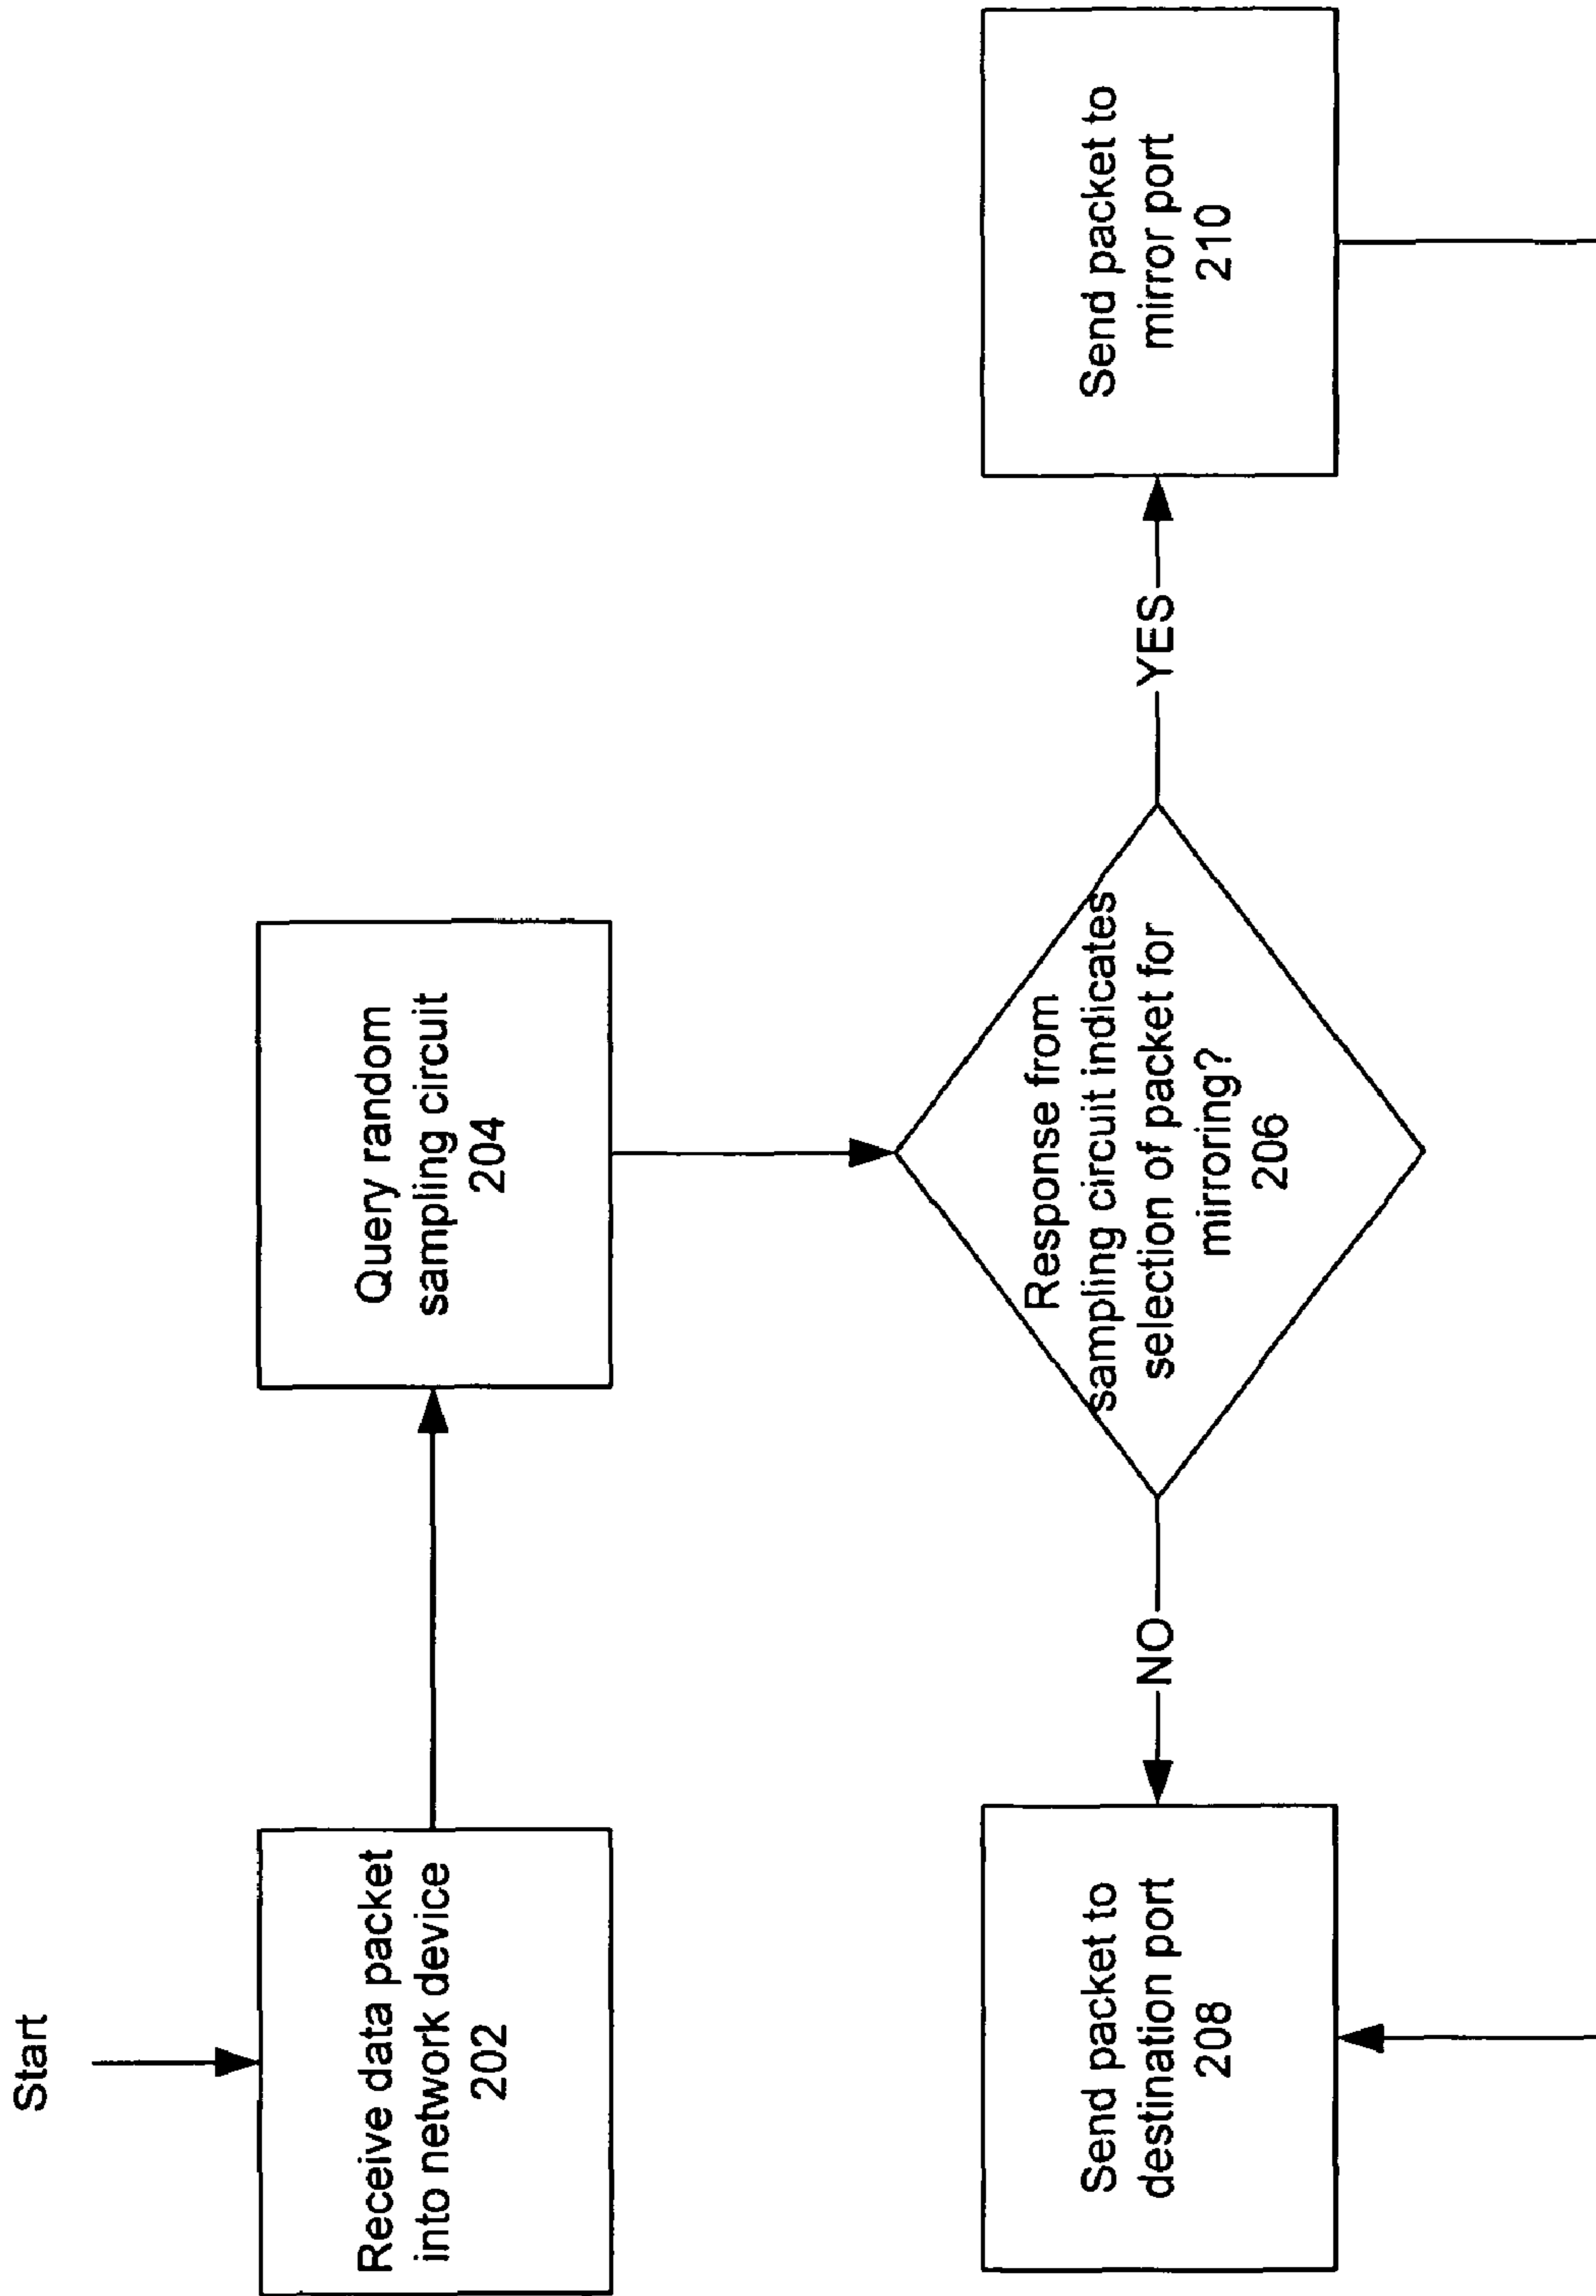 Start
Receive data packet
into network device
202
Query random
sampling circuit
204
Response from
sampling circuit indicates
selection of packet for
mirroring?
206
NO
YES
Send packet to
destination port
208
Send packet to
mirror port
210